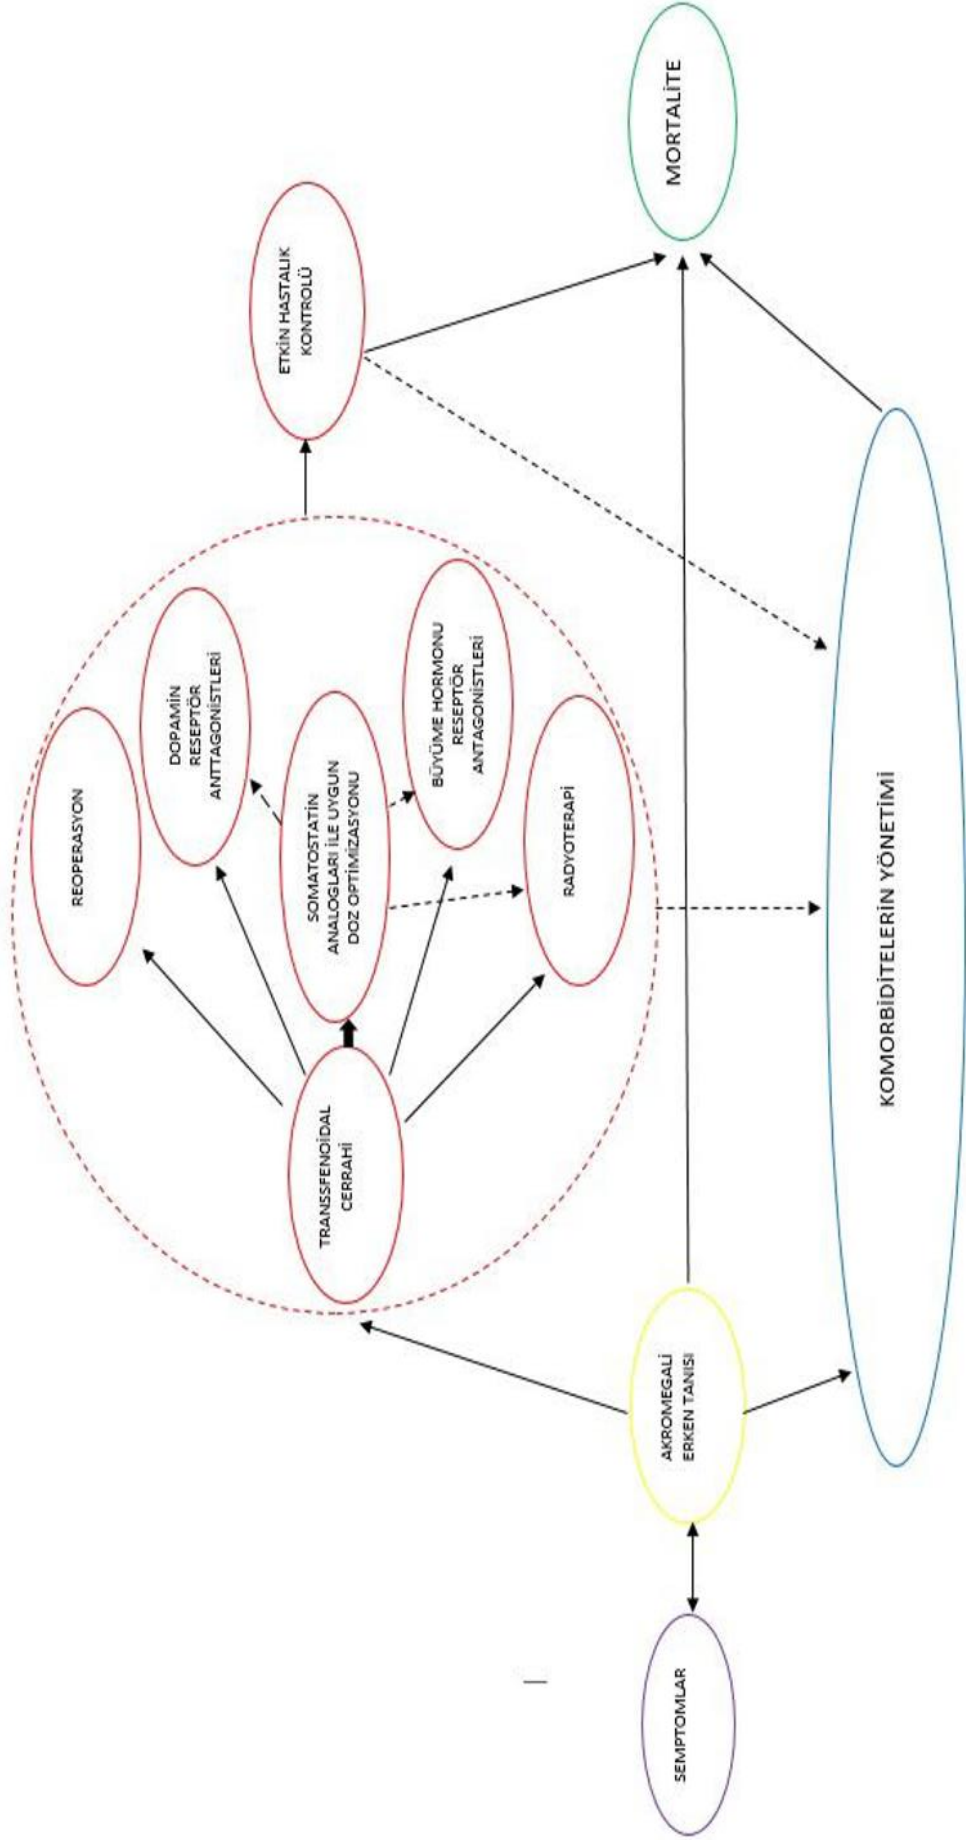 SEMPTOMLAR
AKROMEGALİ
ERKEN TANISI
TRANSSFENOİDAL
CERRAHİ
REOPERASYON
DOPAMİN
RESEPTÖR
ANTTAGONİSTLERİ
SOMATOSTATİN
ANALOGLARI İLE UYGUN
DOZ OPTİMİZASYONU
BÜYÜME HORMONU
RESEPTÖR
ANTAGONİSTLERİ
RADYOTERAPİ
ETKİN HASTALIK
KONTROLÜ
KOMORBİDİTELERİN YÖNETİMİ
MORTALİTE